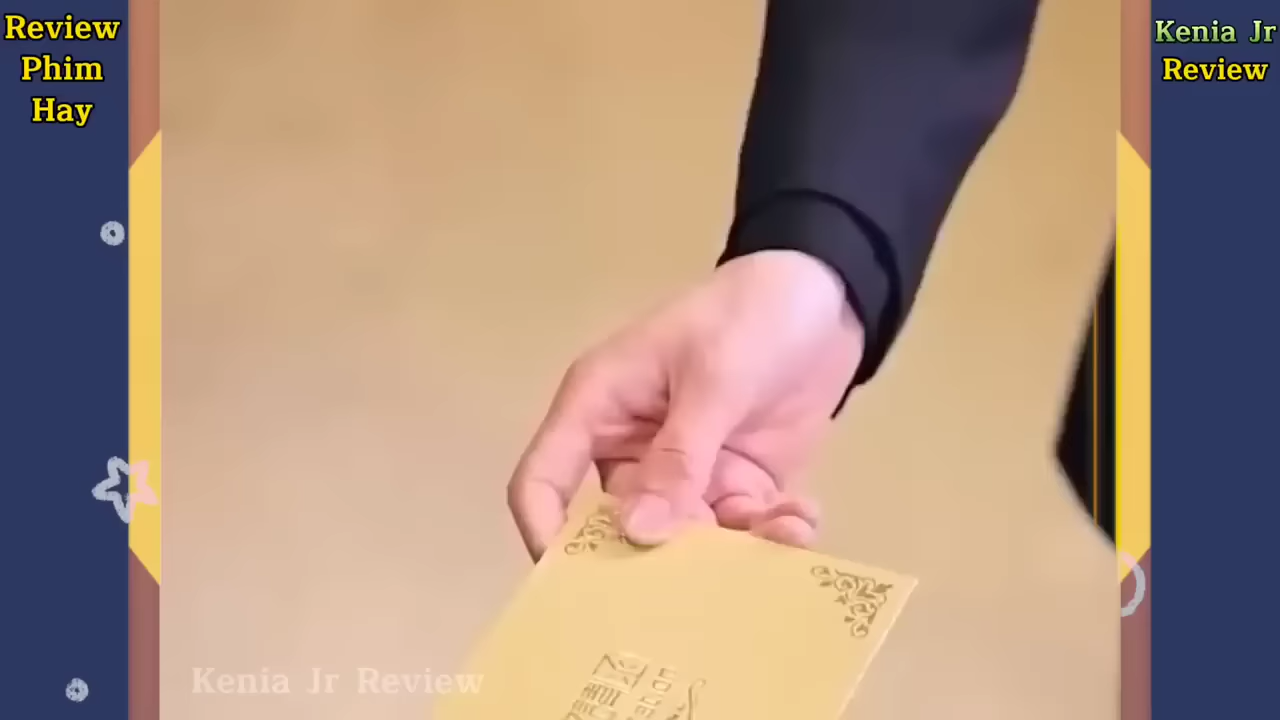 Review
Phim
Hay
Kenia Jr
Review
Kenia Jr Review